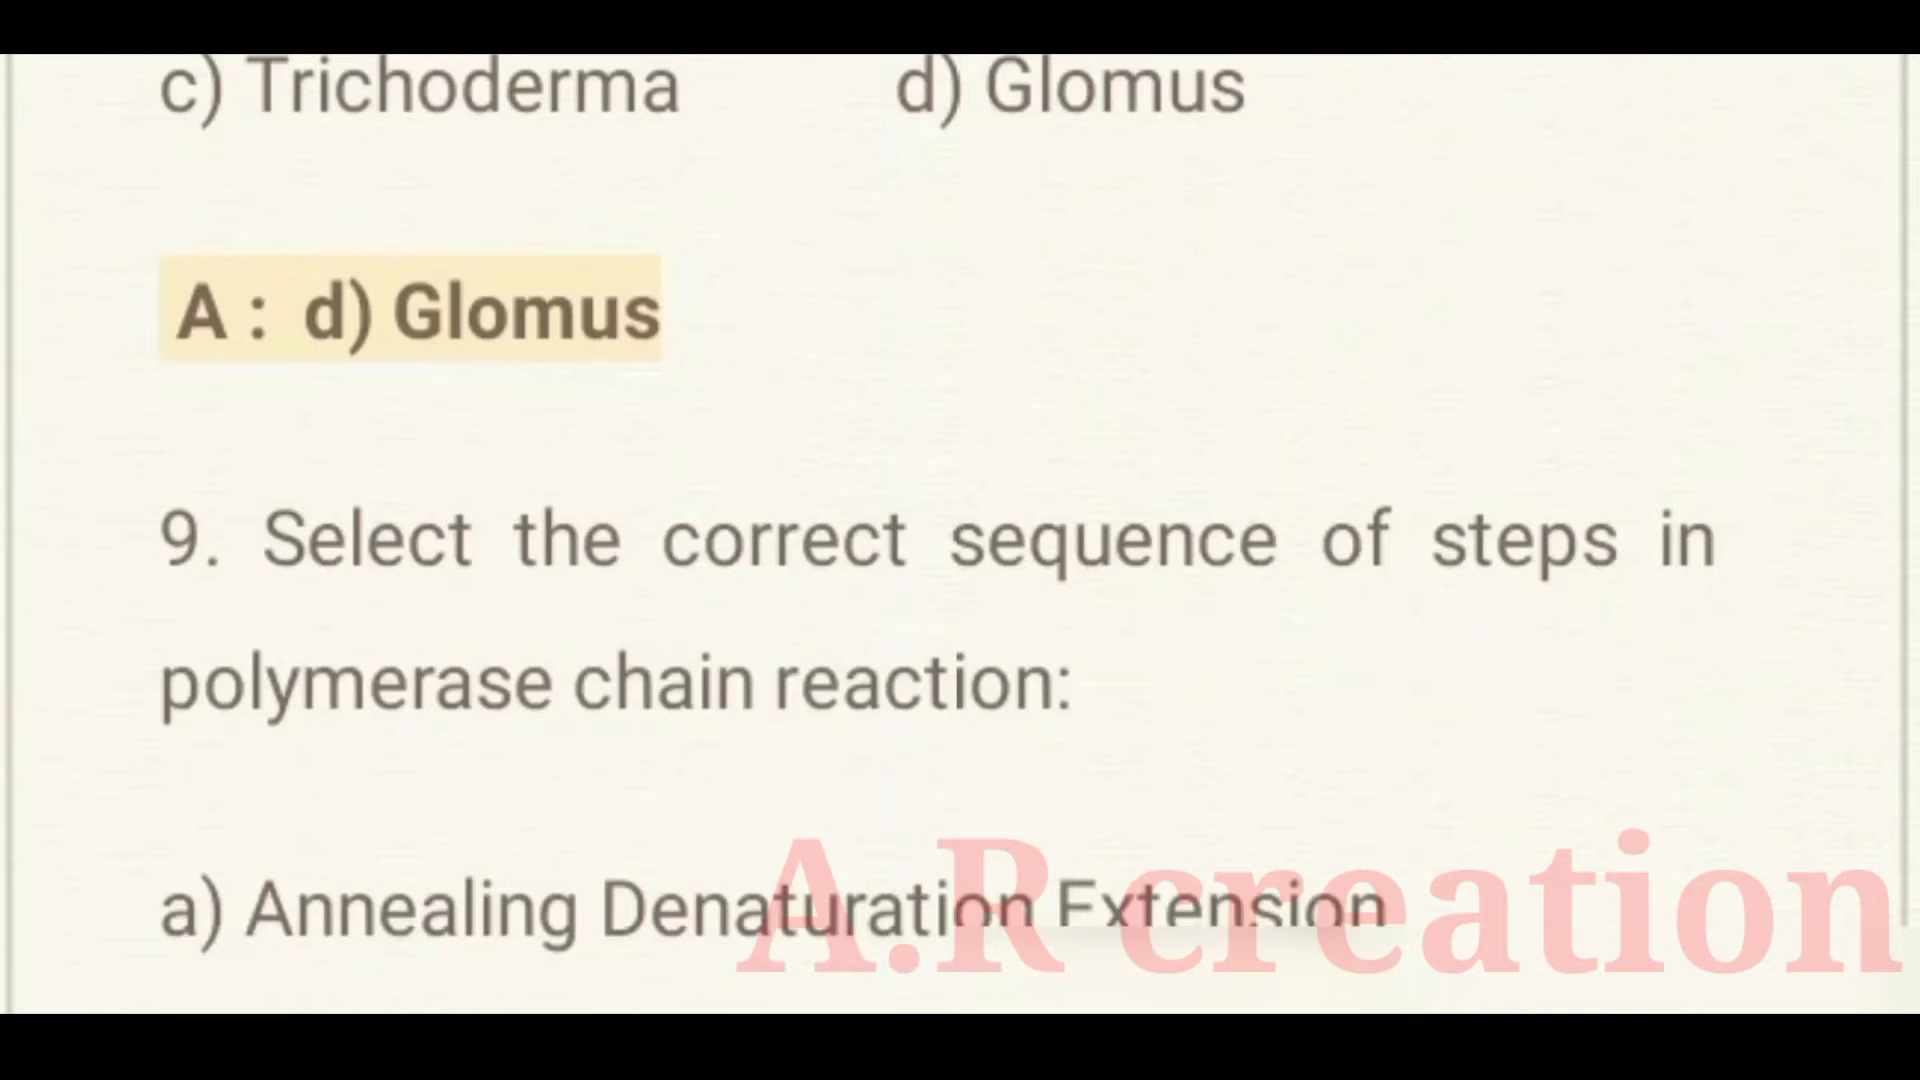 c) Trichoderma d) Glomus
A : d) Glomus
9. Select the correct sequence of steps in
polymerase chain reaction:
a) Annealing Denaturation Extension
A.R creation